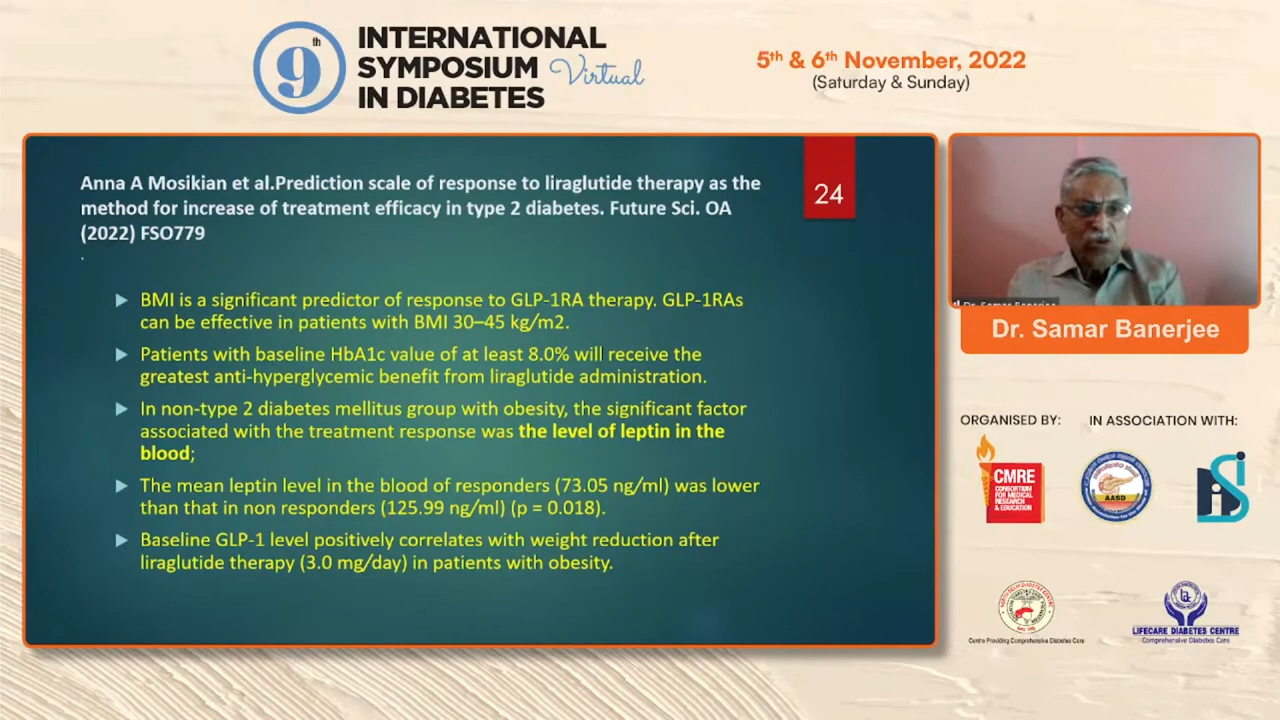 9th
INTERNATIONAL
SYMPOSIUM Virtual
IN DIABETES
5th & 6th November, 2022
(Saturday & Sunday)
Anna A Mosikian et al.Prediction scale of response to liraglutide therapy as the
method for increase of treatment efficacy in type 2 diabetes. Future Sci. OA
(2022) FSO779
.
24
BMI is a significant predictor of response to GLP-1RA therapy. GLP-1RAs
can be effective in patients with BMI 30–45 kg/m2.
Patients with baseline HbA1c value of at least 8.0% will receive the
greatest anti-hyperglycemic benefit from liraglutide administration.
In non-type 2 diabetes mellitus group with obesity, the significant factor
associated with the treatment response was the level of leptin in the
blood;
The mean leptin level in the blood of responders (73.05 ng/ml) was lower
than that in non responders (125.99 ng/ml) (p = 0.018).
Baseline GLP-1 level positively correlates with weight reduction after
liraglutide therapy (3.0 mg/day) in patients with obesity.
Dr. Samar Banerjee
Dr. Samar Banerjee
ORGANISED BY:
IN ASSOCIATION WITH:
CMRE
CONSORTIUM
FOR MEDICAL
RESEARCH
& EDUCATION
AASD
Centre Providing Comprehensive Diabetes Care
LIFECARE DIABETES CENTRE
Comprehensive Diabetes Care